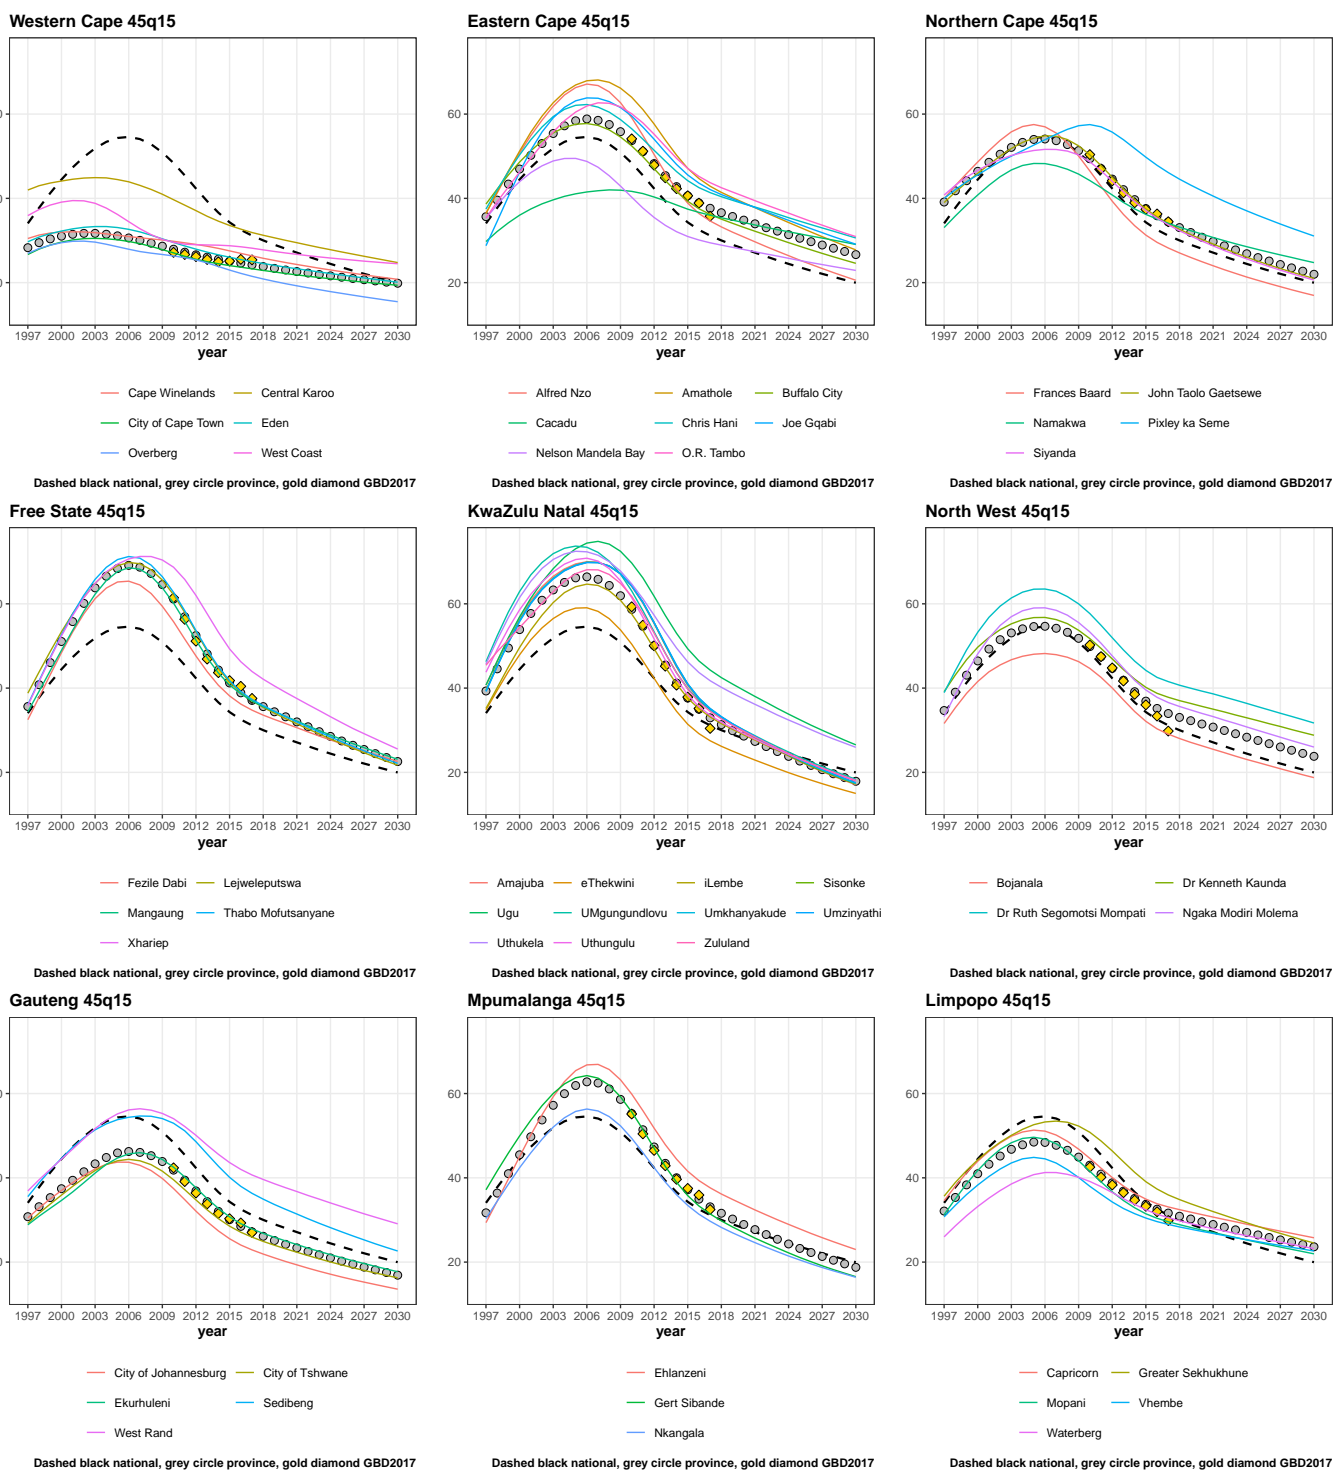 Western Cape 45q15 Eastern Cape 45q15 Northern Cape 45q15
60 60
40 40
20 20
1997 2000 2003 2006 2009 2012 2015 2018 2021 2024 2027 2030 1997 2000 2003 2006 2009 2012 2015 2018 2021 2024 2027 2030 1997 2000 2003 2006 2009 2012 2015 2018 2021 2024 2027 2030
year year year
Cape Winelands Central Karoo Alfred Nzo Amathole Buffalo City Frances Baard John Taolo Gaetsewe
City of Cape Town Eden Cacadu Chris Hani Joe Gqabi Namakwa Pixley ka Seme
Overberg West Coast Nelson Mandela Bay O.R. Tambo Siyanda
Dashed black national, grey circle province, gold diamond GBD2017 Dashed black national, grey circle province, gold diamond GBD2017 Dashed black national, grey circle province, gold diamond GBD2017
Free State 45q15 KwaZulu Natal 45q15 North West 45q15
60 60
40 40
20 20
1997 2000 2003 2006 2009 2012 2015 2018 2021 2024 2027 2030 1997 2000 2003 2006 2009 2012 2015 2018 2021 2024 2027 2030 1997 2000 2003 2006 2009 2012 2015 2018 2021 2024 2027 2030
year year year
Fezile Dabi Lejweleputswa Amajuba eThekwini iLembe Sisonke Bojanala Dr Kenneth Kaunda
Mangaung Thabo Mofutsanyane Ugu UMgungundlovu Umkhanyakude Umzinyathi Dr Ruth Segomotsi Mompati Ngaka Modiri Molema
Xhariep Uthukela Uthungulu Zululand
Dashed black national, grey circle province, gold diamond GBD2017 Dashed black national, grey circle province, gold diamond GBD2017 Dashed black national, grey circle province, gold diamond GBD2017
Gauteng 45q15 Mpumalanga 45q15 Limpopo 45q15
60 60
40 40
20 20
1997 2000 2003 2006 2009 2012 2015 2018 2021 2024 2027 2030 1997 2000 2003 2006 2009 2012 2015 2018 2021 2024 2027 2030 1997 2000 2003 2006 2009 2012 2015 2018 2021 2024 2027 2030
year year year
City of Johannesburg City of Tshwane Ehlanzeni Capricorn Greater Sekhukhune
Ekurhuleni Sedibeng Gert Sibande Mopani Vhembe
West Rand Nkangala Waterberg
Dashed black national, grey circle province, gold diamond GBD2017 Dashed black national, grey circle province, gold diamond GBD2017 Dashed black national, grey circle province, gold diamond GBD2017